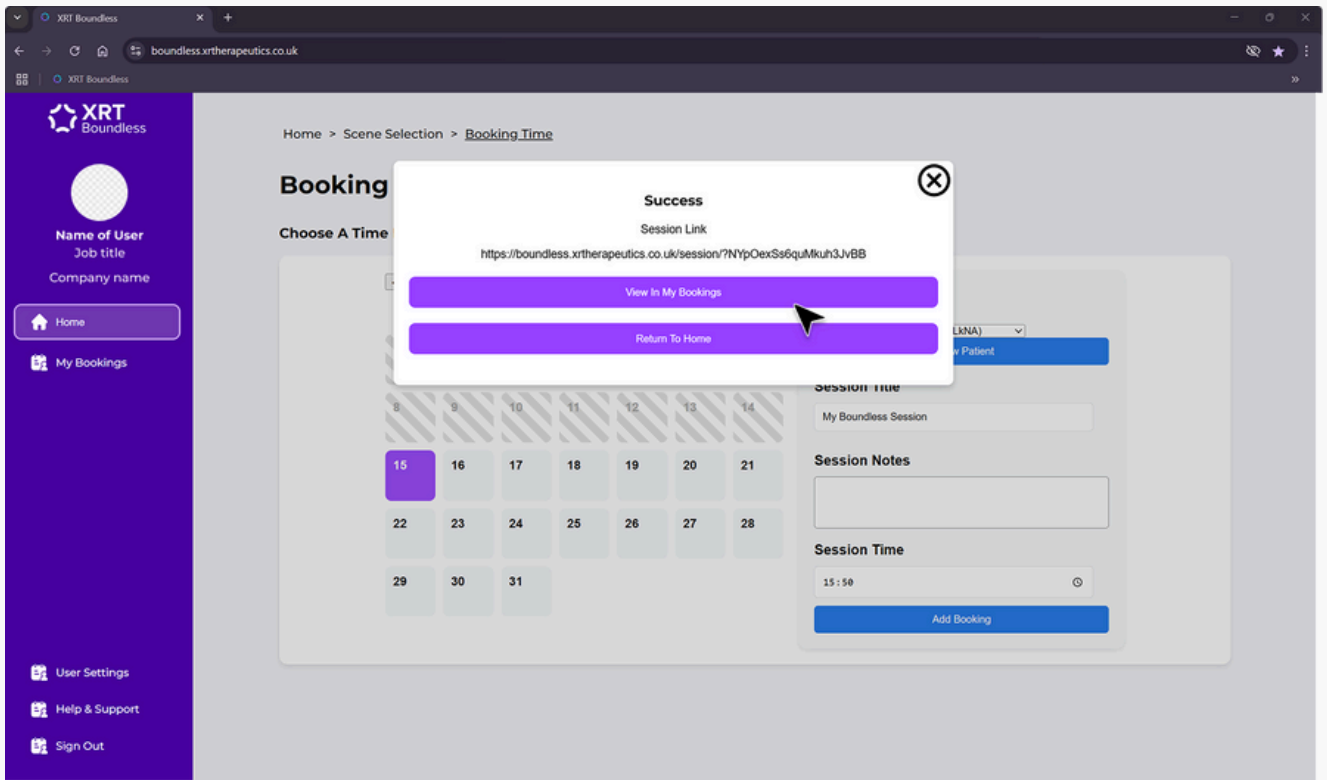 XRT Boundless
boundless.xrtherapeutics.co.uk
XRT Boundless
XRT
Boundless
Name of User
Job title
Company name
Home
My Bookings
User Settings
Help & Support
Sign Out
Home > Scene Selection > Booking Time
Booking
Choose A Time
Success
Session Link
https://boundless.xrtherapeutics.co.uk/session/?NYpOexSs6quMkuh3JvBB
View In My Bookings
Return To Home
8 9 10 11 12 13 14
15 16 17 18 19 20 21
22 23 24 25 26 27 28
29 30 31
LkNA)
Patient
Session Title
My Boundless Session
Session Notes
Session Time
15:50
Add Booking